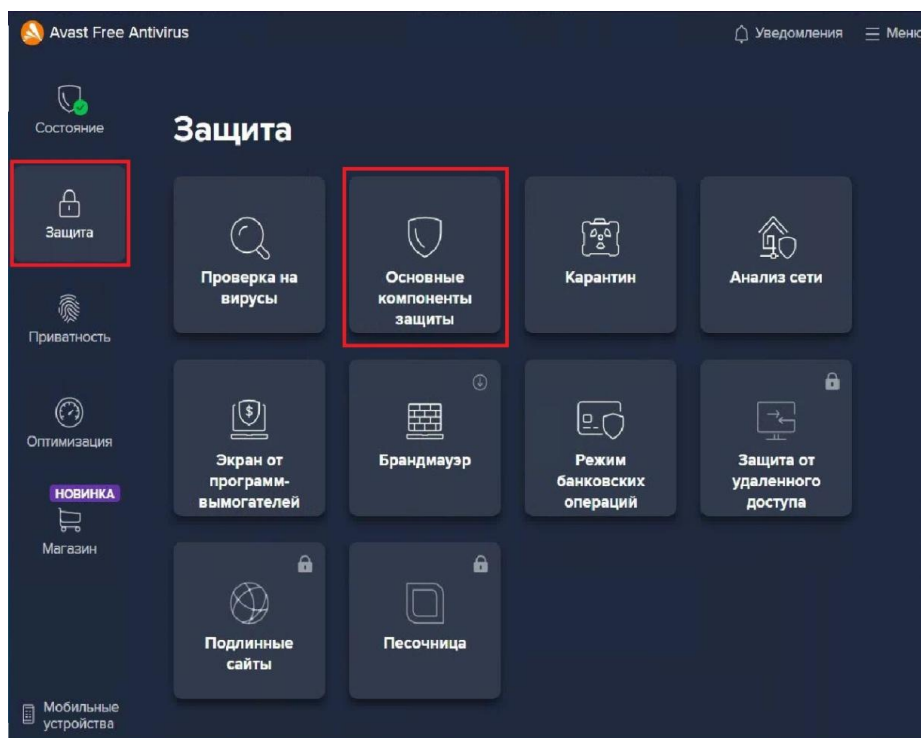 Avast Free Antivirus
Уведомления
Меню
Состояние
Защита
Защита
Проверка на
вирусы
Основные
компоненты
защиты
Карантин
Анализ сети
Приватность
Экран от
программ-
вымогателей
Брандмауэр
Режим
банковских
операций
Защита от
удаленного
доступа
Оптимизация
НОВИНКА
Магазин
Подлинные
сайты
Песочница
Мобильные
устройства